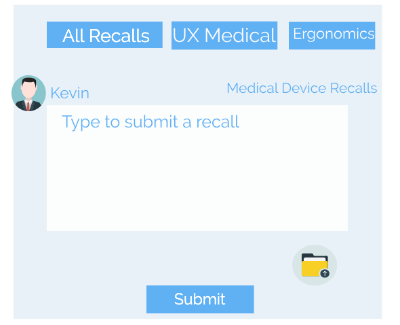 All Recalls
UX Medical
Ergonomics
Kevin
Medical Device Recalls
Type to submit a recall
Submit